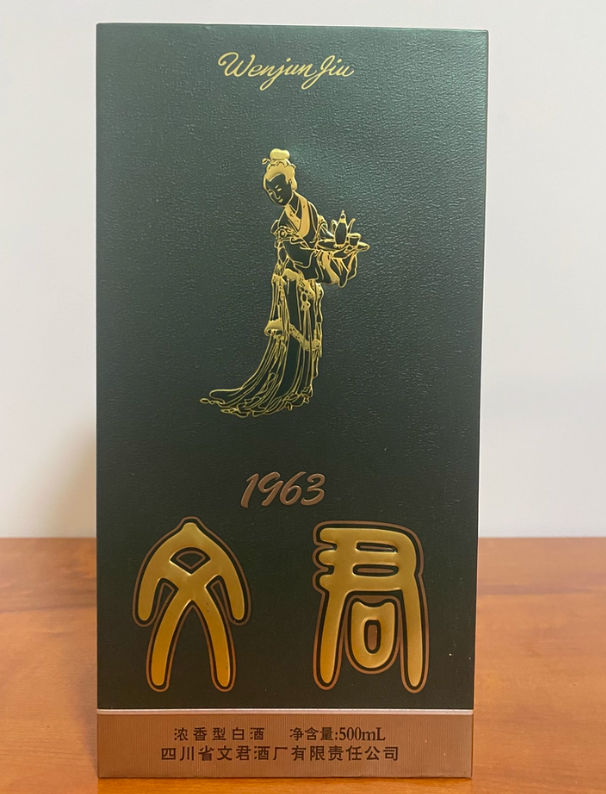 Wenjun Jiu
1963
文君
浓香型白酒 净含量:500mL
四川省文君酒厂有限责任公司